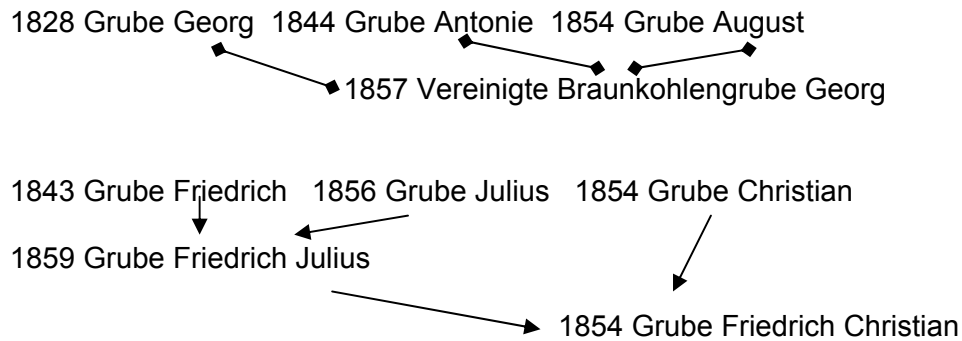 1828 Grube Georg 1844 Grube Antonie 1854 Grube August
1857 Vereinigte Braunkohlengrube Georg
1843 Grube Friedrich 1856 Grube Julius 1854 Grube Christian
1859 Grube Friedrich Julius
1854 Grube Friedrich Christian